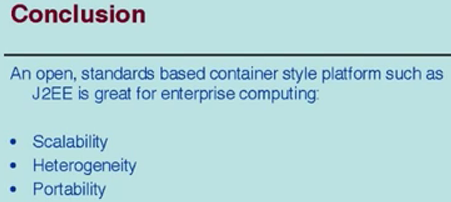 Conclusion
An open, standards based container style platform such as
J2EE is great for enterprise computing:
• Scalability
• Heterogeneity
• Portability